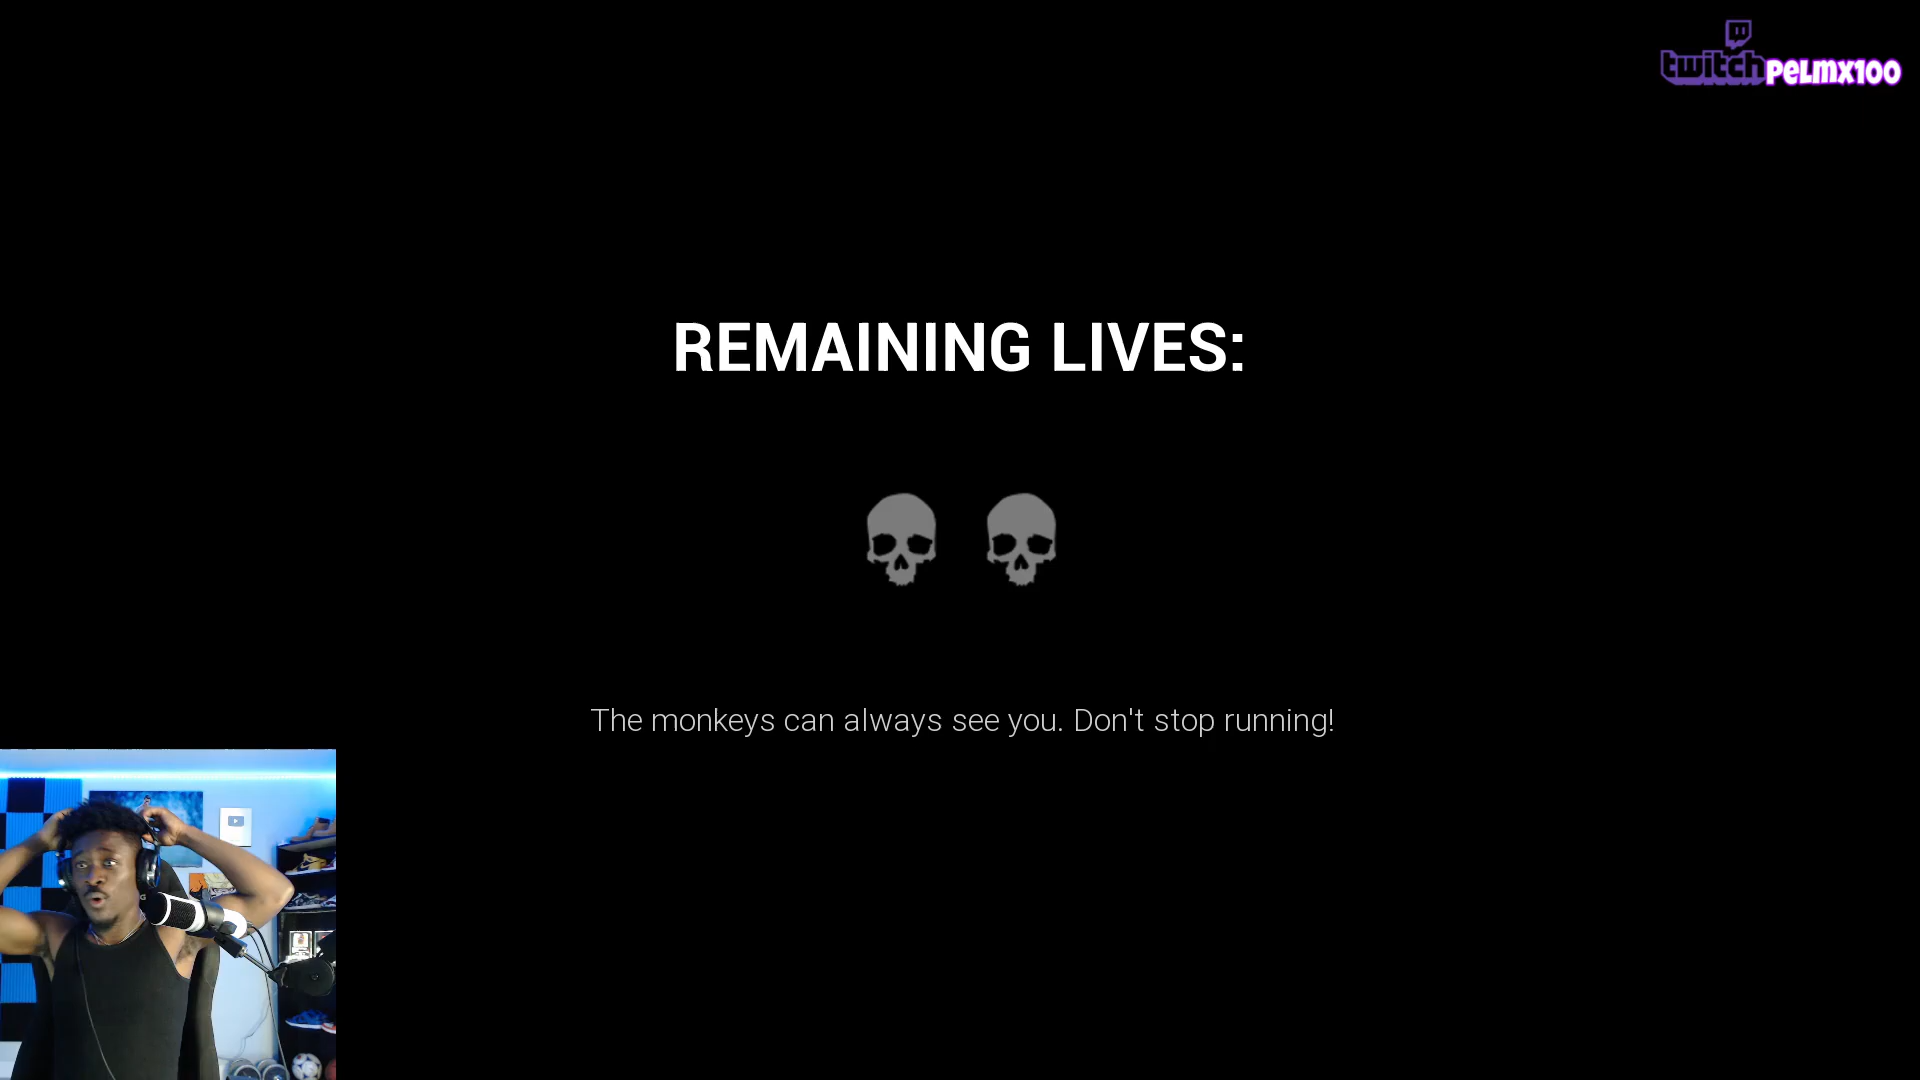 twitch
PELMX100
REMAINING LIVES:
The monkeys can always see you. Don't stop running!